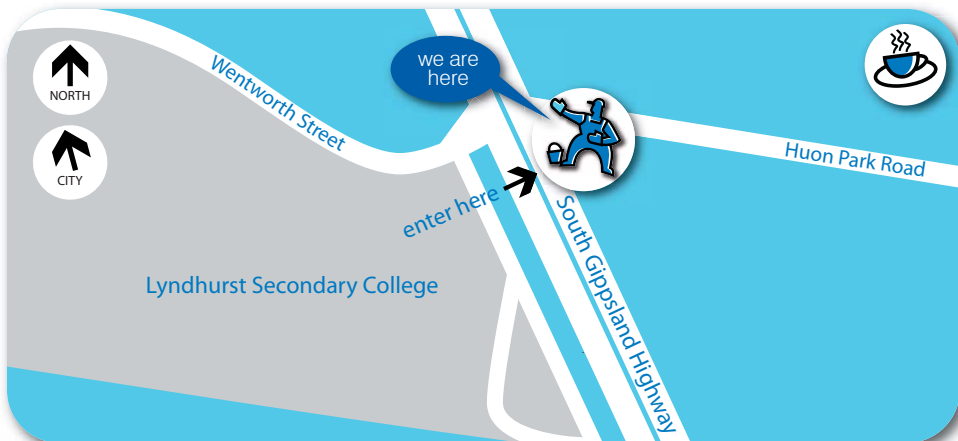 we are
here
NORTH
Wentworth Street
CITY
Huon Park Road
enter here
South Gippsland Highway
Lyndhurst Secondary College